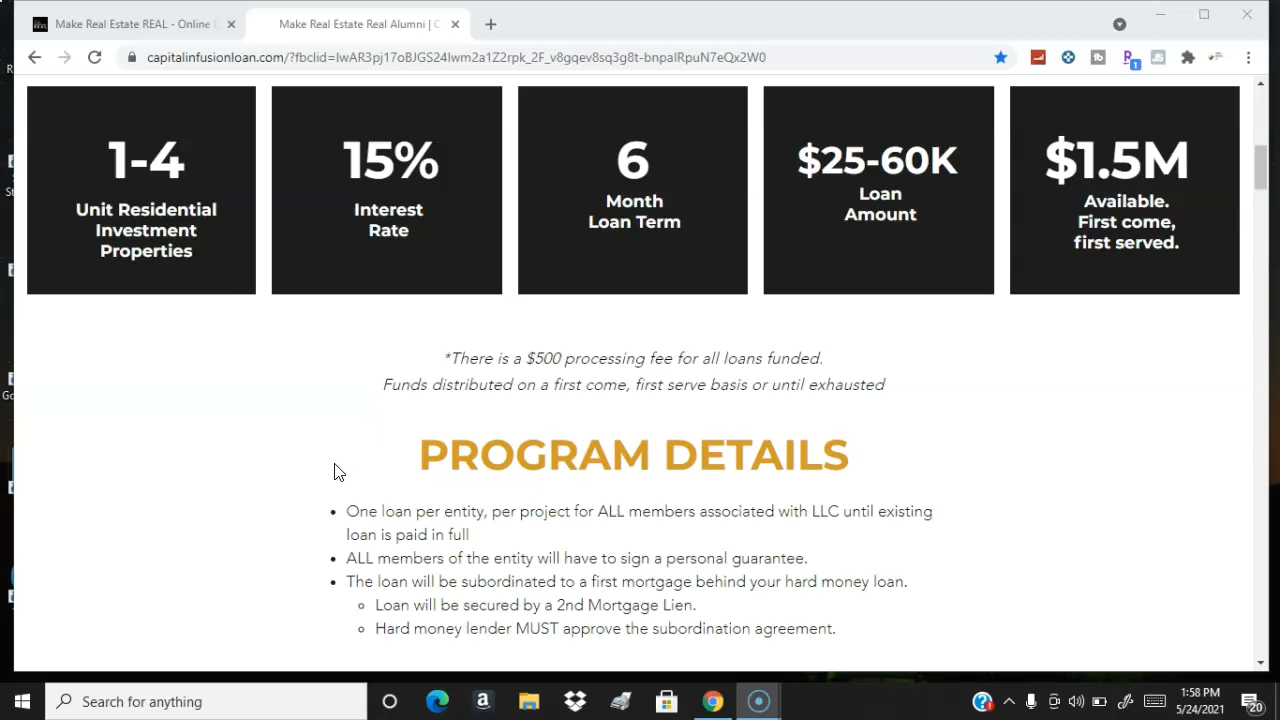 Make Real Estate REAL - Online C
Make Real Estate Real Alumni | C
capitalinfusionloan.com/?fbclid=IwAR3pj17oBJGS24lwm2a1Z2rpk_2F_v8gqev8sq3g8t-bnpaIRpuN7eQx2W0
1-4
Unit Residential
Investment
Properties
15%
Interest
Rate
6
Month
Loan Term
$25-60K
Loan
Amount
$1.5M
Available.
First come,
first served.
*There is a $500 processing fee for all loans funded.
Funds distributed on a first come, first serve basis or until exhausted
PROGRAM DETAILS
One loan per entity, per project for ALL members associated with LLC until existing
loan is paid in full
ALL members of the entity will have to sign a personal guarantee.
The loan will be subordinated to a first mortgage behind your hard money loan.
Loan will be secured by a 2nd Mortgage Lien.
Hard money lender MUST approve the subordination agreement.
Search for anything
1:58 PM
5/24/2021
20